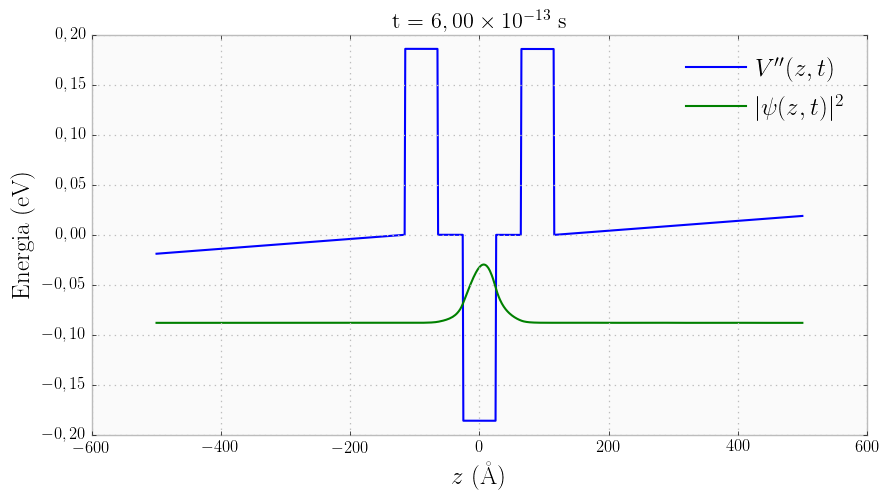 t = 6,00 × 10⁻¹³ s
V''(z, t)
|ψ(z, t)|²
Energia (eV)
0,20
0,15
0,10
0,05
0,00
−0,05
−0,10
−0,15
−0,20
−600 −400 −200 0 200 400 600
z (Å)